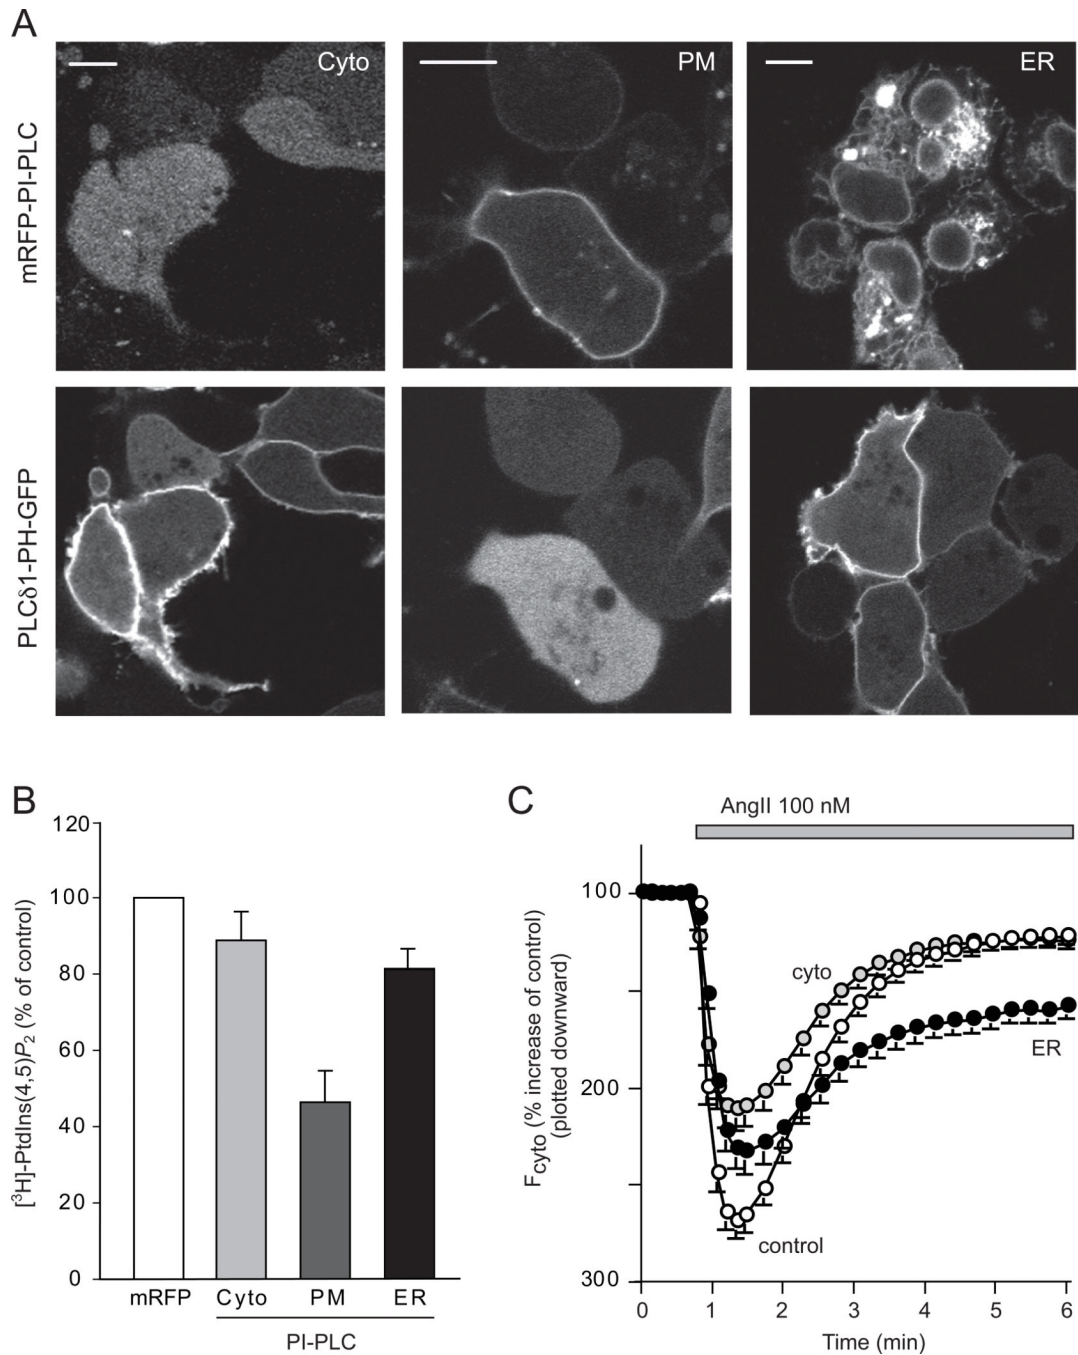 A
Cyto
PM
ER
mRFP-PI-PLC
PLCδ1-PH-GFP
B
120
100
80
60
40
20
0
[³H]-PtdIns(4,5)P₂ (% of control)
mRFP
Cyto
PM
ER
PI-PLC
C
AngII 100 nM
100
200
300
Fcyto (% increase of control)
(plotted downward)
cyto
ER
control
0
1
2
3
4
5
6
Time (min)